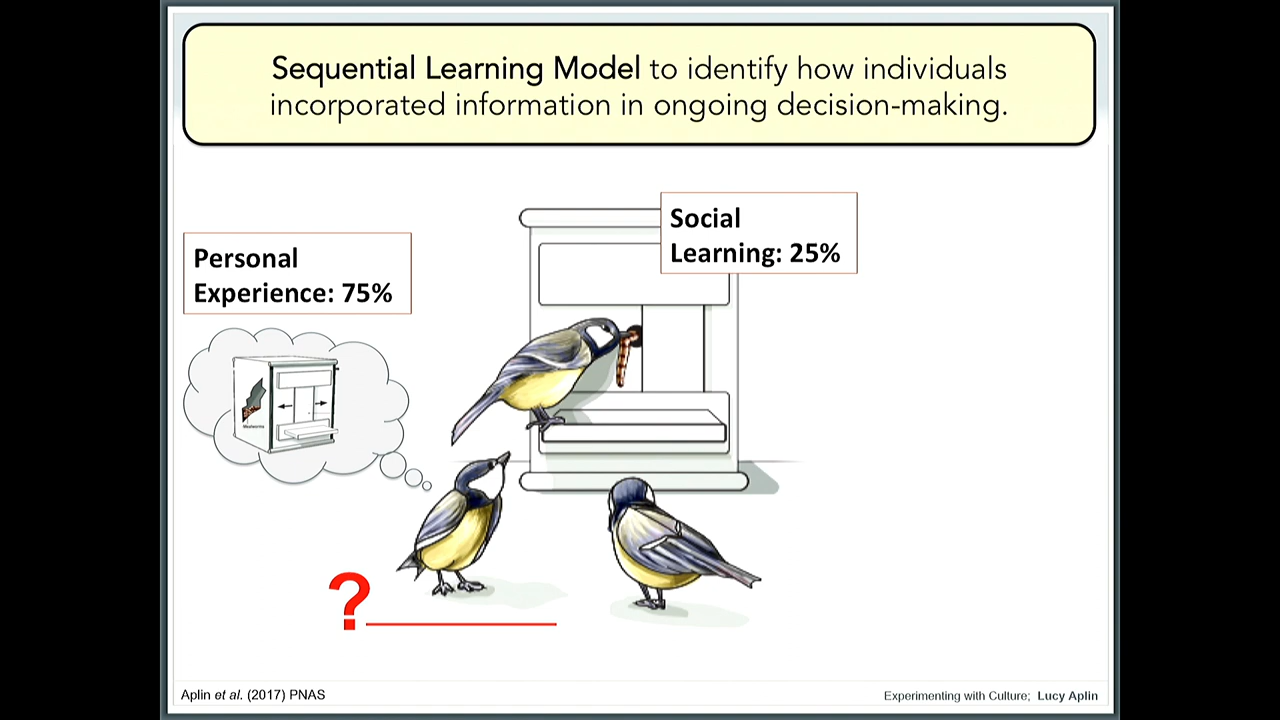 Sequential Learning Model to identify how individuals
incorporated information in ongoing decision-making.
Social
Learning: 25%
Personal
Experience: 75%
?
Aplin et al. (2017) PNAS
Experimenting with Culture; Lucy Aplin